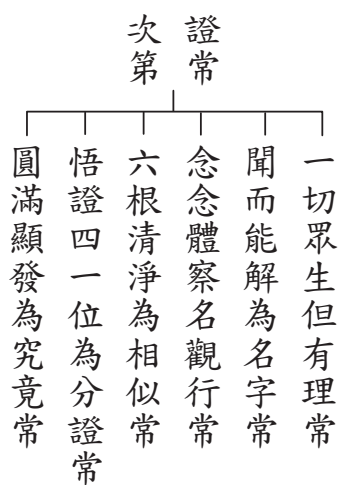 證常
次第
一切眾生但有理常
聞而能解為名字常
念念體察名觀行常
六根清淨為相似常
悟證四一位為分證常
圓滿顯發為究竟常